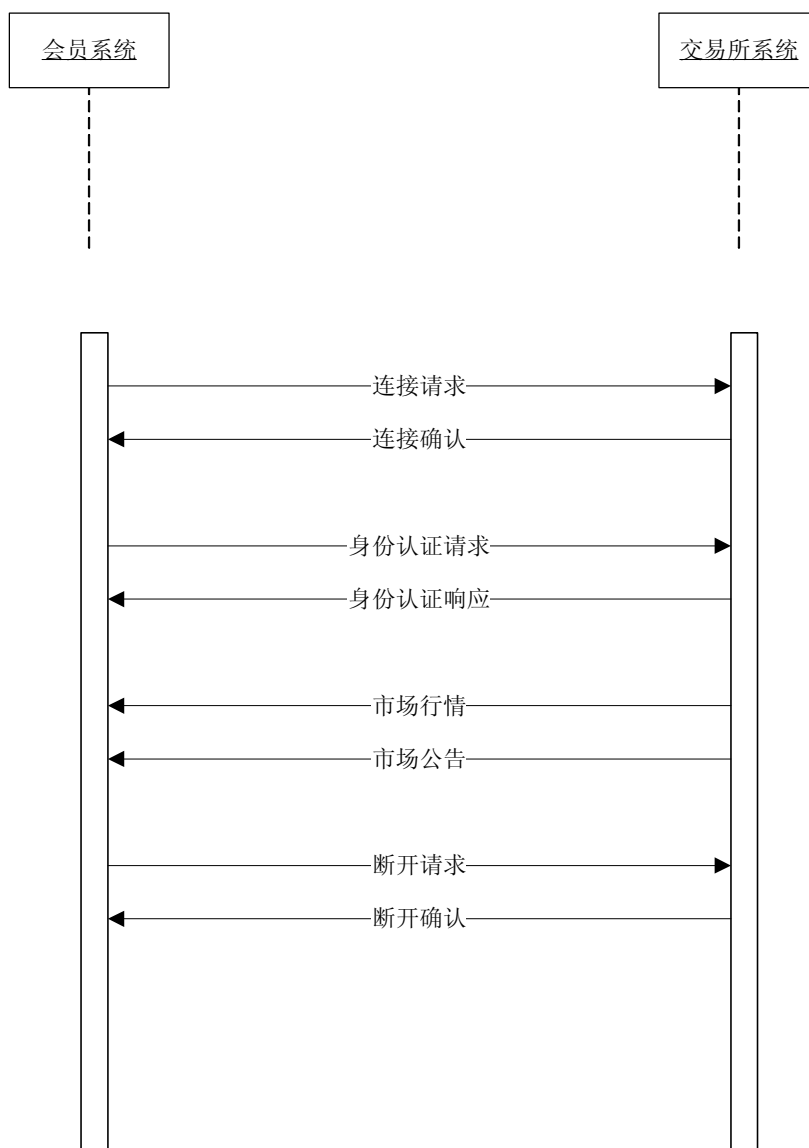 会员系统
交易所系统
连接请求
连接确认
身份认证请求
身份认证响应
市场行情
市场公告
断开请求
断开确认